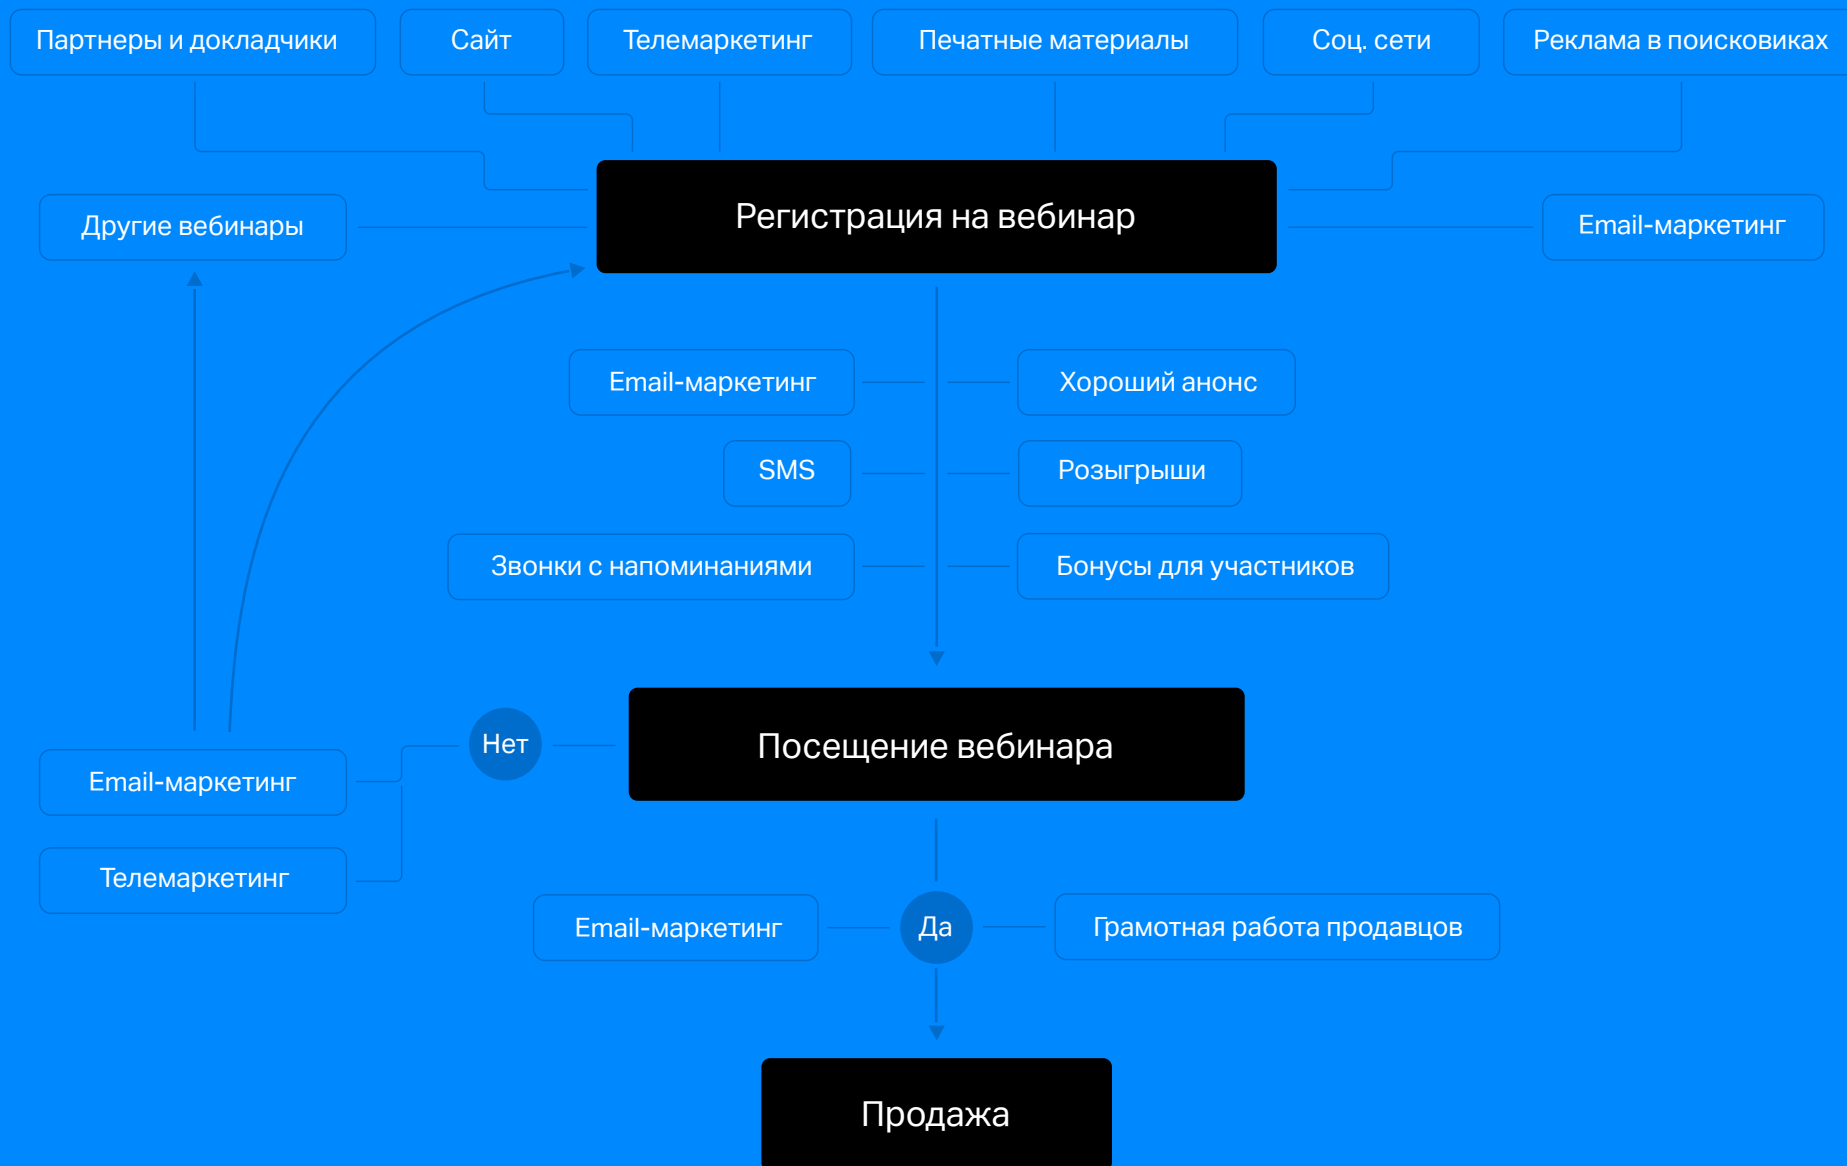 Партнеры и докладчики
Сайт
Телемаркетинг
Печатные материалы
Соц. сети
Реклама в поисковиках
Другие вебинары
Регистрация на вебинар
Email-маркетинг
Email-маркетинг
Хороший анонс
SMS
Розыгрыши
Звонки с напоминаниями
Бонусы для участников
Нет
Посещение вебинара
Email-маркетинг
Телемаркетинг
Email-маркетинг
Да
Грамотная работа продавцов
Продажа